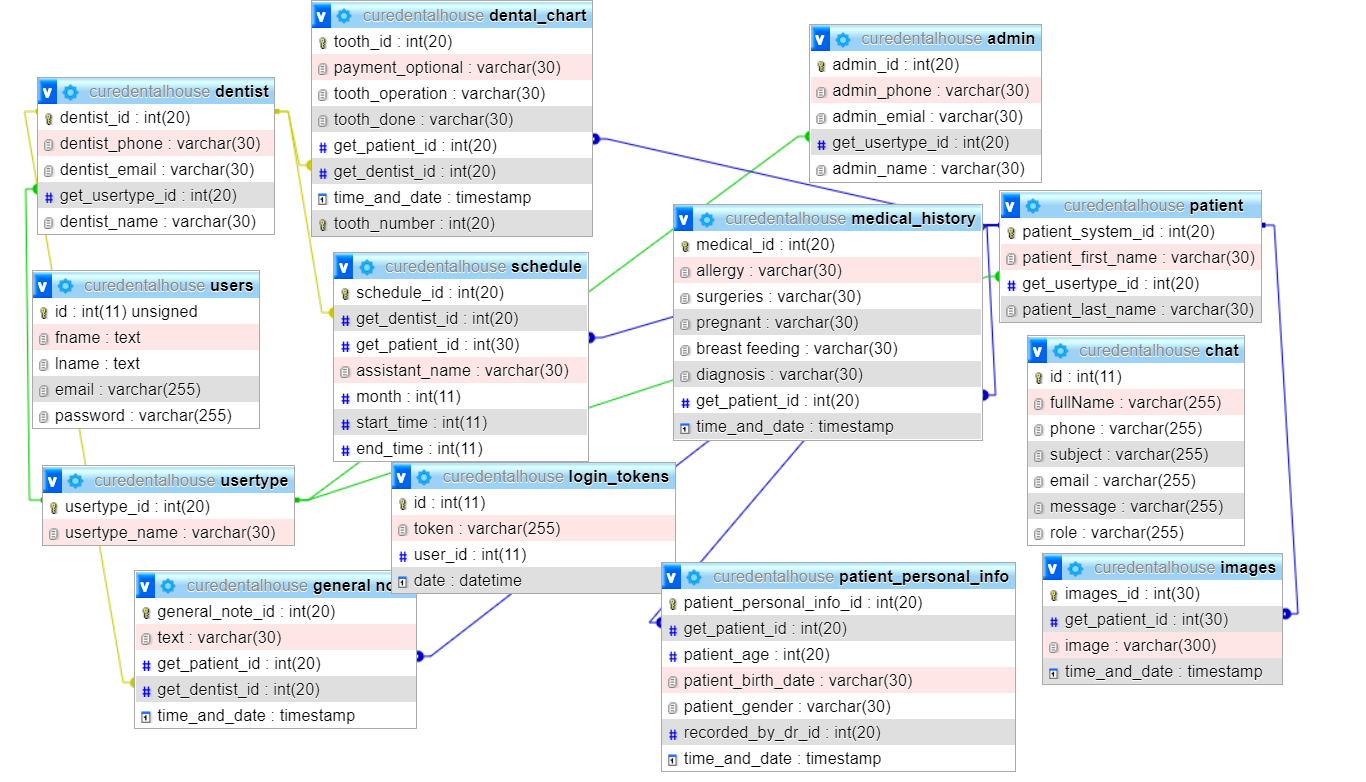 v curedentalhouse dental_chart
tooth_id : int(20)
payment_optional : varchar(30)
tooth_operation : varchar(30)
tooth_done : varchar(30)
# get_patient_id : int(20)
# get_dentist_id : int(20)
time_and_date : timestamp
tooth_number : int(20)
v curedentalhouse admin
admin_id : int(20)
admin_phone : varchar(30)
admin_emial : varchar(30)
# get_usertype_id : int(20)
admin_name : varchar(30)
v curedentalhouse dentist
dentist_id : int(20)
dentist_phone : varchar(30)
dentist_email : varchar(30)
# get_usertype_id : int(20)
dentist_name : varchar(30)
v curedentalhouse medical_history
medical_id : int(20)
allergy : varchar(30)
surgeries : varchar(30)
pregnant : varchar(30)
breast feeding : varchar(30)
diagnosis : varchar(30)
# get_patient_id : int(20)
time_and_date : timestamp
v curedentalhouse patient
patient_system_id : int(20)
patient_first_name : varchar(30)
# get_usertype_id : int(20)
patient_last_name : varchar(30)
v curedentalhouse schedule
schedule_id : int(20)
# get_dentist_id : int(20)
# get_patient_id : int(30)
assistant_name : varchar(30)
# month : int(11)
# start_time : int(11)
# end_time : int(11)
v curedentalhouse users
id : int(11) unsigned
fname : text
lname : text
email : varchar(255)
password : varchar(255)
v curedentalhouse chat
id : int(11)
fullName : varchar(255)
phone : varchar(255)
subject : varchar(255)
email : varchar(255)
message : varchar(255)
role : varchar(255)
v curedentalhouse usertype
usertype_id : int(20)
usertype_name : varchar(30)
v curedentalhouse login_tokens
id : int(11)
token : varchar(255)
# user_id : int(11)
date : datetime
v curedentalhouse general no
general_note_id : int(20)
text : varchar(30)
# get_patient_id : int(20)
# get_dentist_id : int(20)
time_and_date : timestamp
v curedentalhouse patient_personal_info
patient_personal_info_id : int(20)
# get_patient_id : int(20)
# patient_age : int(20)
patient_birth_date : varchar(30)
patient_gender : varchar(30)
# recorded_by_dr_id : int(20)
time_and_date : timestamp
v curedentalhouse images
images_id : int(30)
# get_patient_id : int(30)
image : varchar(300)
time_and_date : timestamp